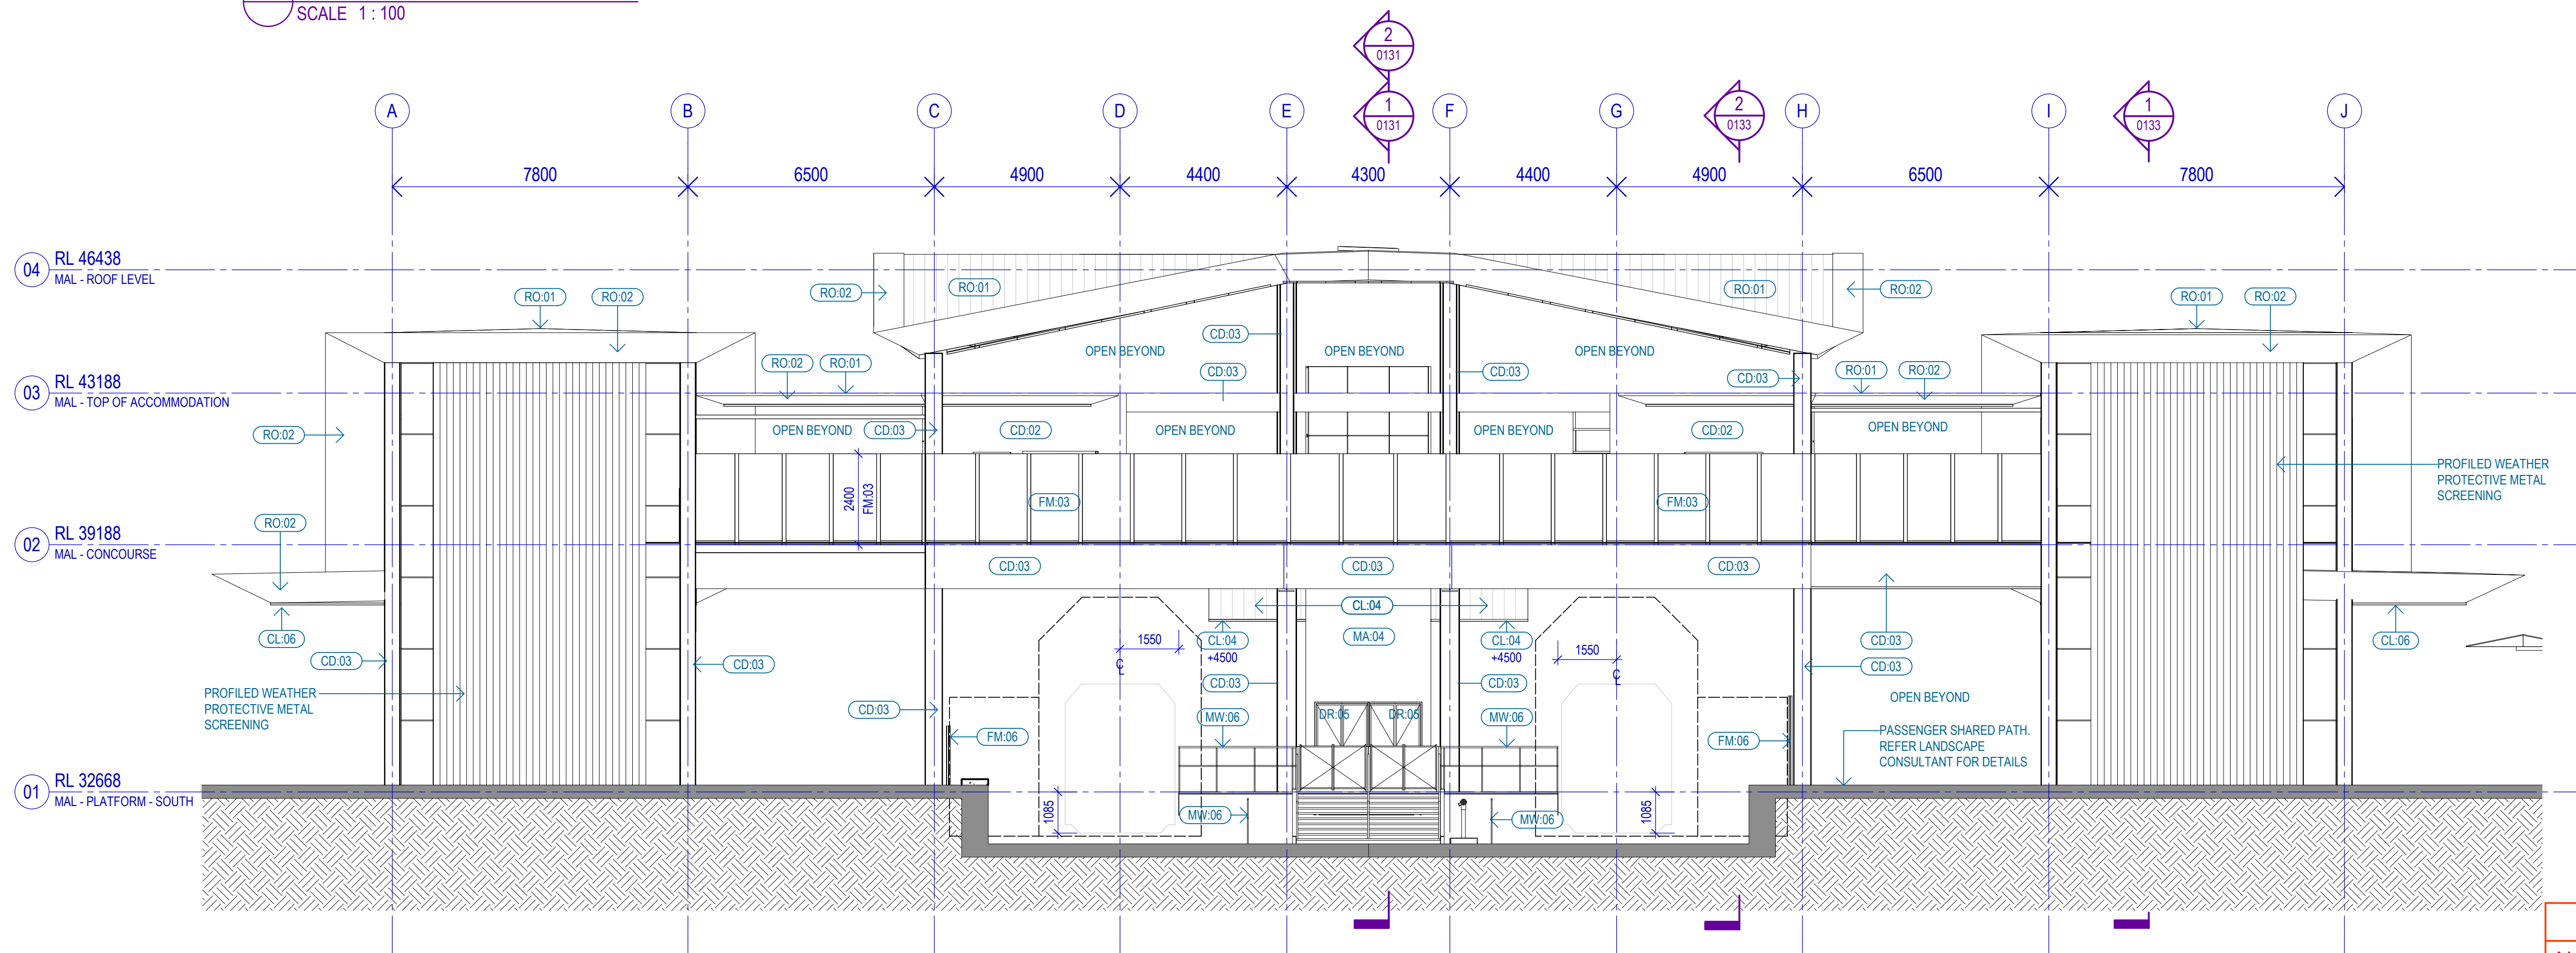 SCALE 1 : 100
2
0131
1
0131
2
0133
1
0133
A
B
C
D
E
F
G
H
I
J
7800
6500
4900
4400
4300
4400
4900
6500
7800
04
RL 46438
MAL - ROOF LEVEL
RO:02
RO:01
RO:01
RO:02
RO:01
RO:02
RO:01
RO:02
CD:03
OPEN BEYOND
OPEN BEYOND
OPEN BEYOND
RO:02
RO:01
CD:03
CD:03
CD:03
RO:01
RO:02
03
RL 43188
MAL - TOP OF ACCOMMODATION
RO:02
OPEN BEYOND
CD:03
CD:02
OPEN BEYOND
OPEN BEYOND
CD:02
OPEN BEYOND
PROFILED WEATHER
PROTECTIVE METAL
SCREENING
2400
FM:03
FM:03
FM:03
RO:02
02
RL 39188
MAL - CONCOURSE
CD:03
CD:03
CD:03
CL:04
CL:06
CL:04
+4500
MA:04
CL:04
+4500
CD:03
CL:06
1550
1550
C
L
C
L
CD:03
CD:03
CD:03
CD:03
CD:03
PROFILED WEATHER
PROTECTIVE METAL
SCREENING
OPEN BEYOND
CD:03
MW:06
DR:05
DR:05
MW:06
FM:06
FM:06
PASSENGER SHARED PATH.
REFER LANDSCAPE
CONSULTANT FOR DETAILS
01
RL 32668
MAL - PLATFORM - SOUTH
1085
MW:06
MW:06
1085